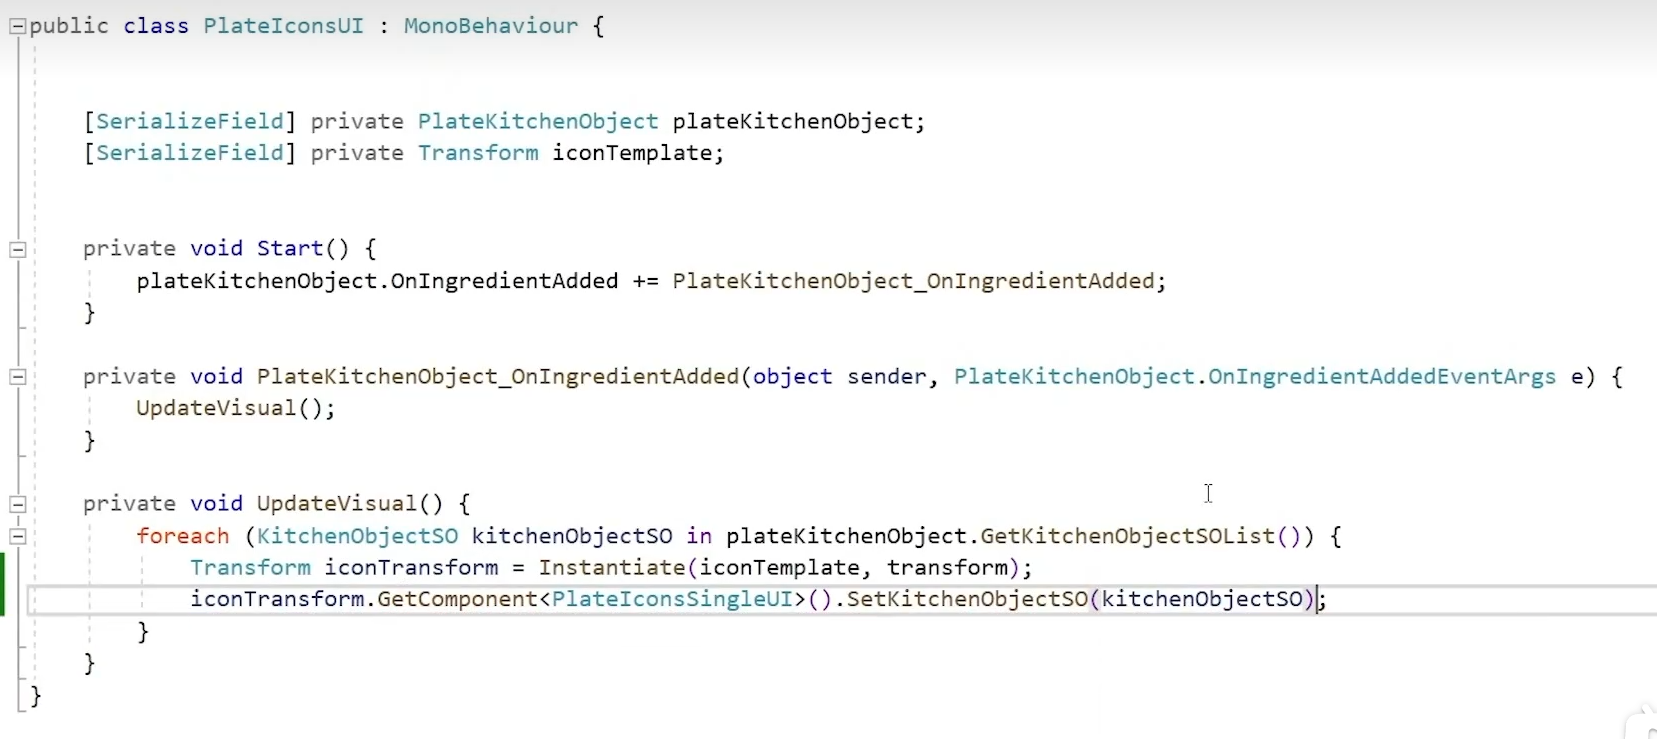 public class PlateIconsUI : MonoBehaviour {
[SerializeField] private PlateKitchenObject plateKitchenObject;
[SerializeField] private Transform iconTemplate;
private void Start() {
plateKitchenObject.OnIngredientAdded += PlateKitchenObject_OnIngredientAdded;
}
private void PlateKitchenObject_OnIngredientAdded(object sender, PlateKitchenObject.OnIngredientAddedEventArgs e) {
UpdateVisual();
}
private void UpdateVisual() {
foreach (KitchenObjectSO kitchenObjectSO in plateKitchenObject.GetKitchenObjectSOList()) {
Transform iconTransform = Instantiate(iconTemplate, transform);
iconTransform.GetComponent<PlateIconsSingleUI>().SetKitchenObjectSO(kitchenObjectSO);
}
}
}